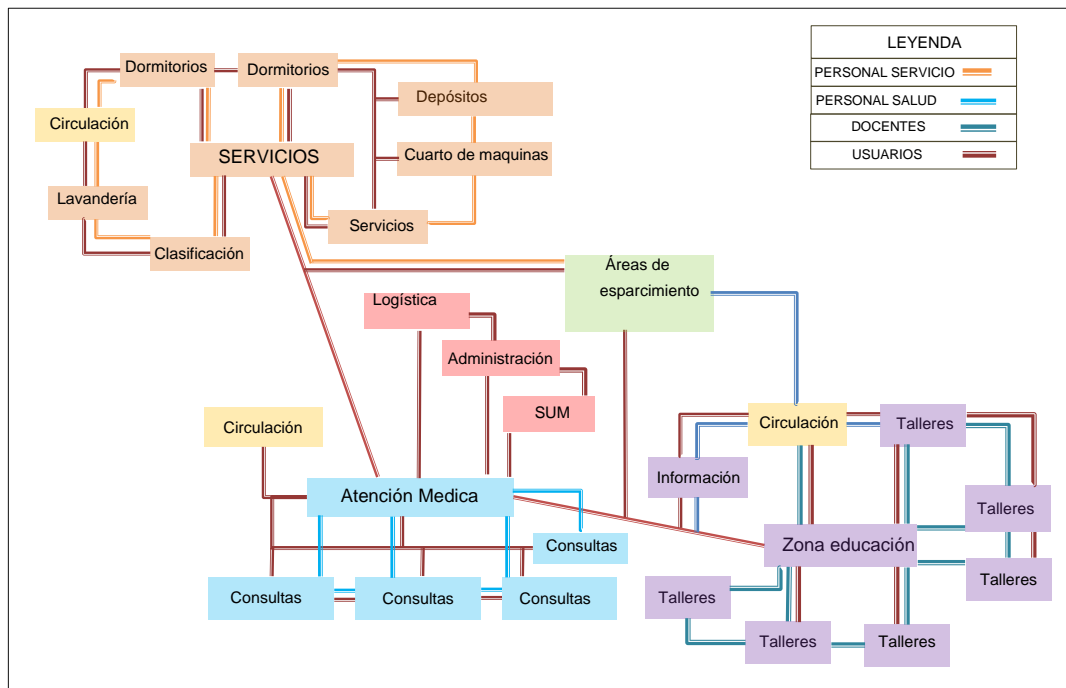 LEYENDA
PERSONAL SERVICIO
PERSONAL SALUD
DOCENTES
USUARIOS
Dormitorios
Dormitorios
Depósitos
Circulación
SERVICIOS
Cuarto de maquinas
Lavandería
Servicios
Clasificación
Áreas de
esparcimiento
Logística
Administración
SUM
Circulación
Circulación
Talleres
Información
Atención Medica
Talleres
Consultas
Zona educación
Talleres
Consultas
Consultas
Consultas
Talleres
Talleres
Talleres